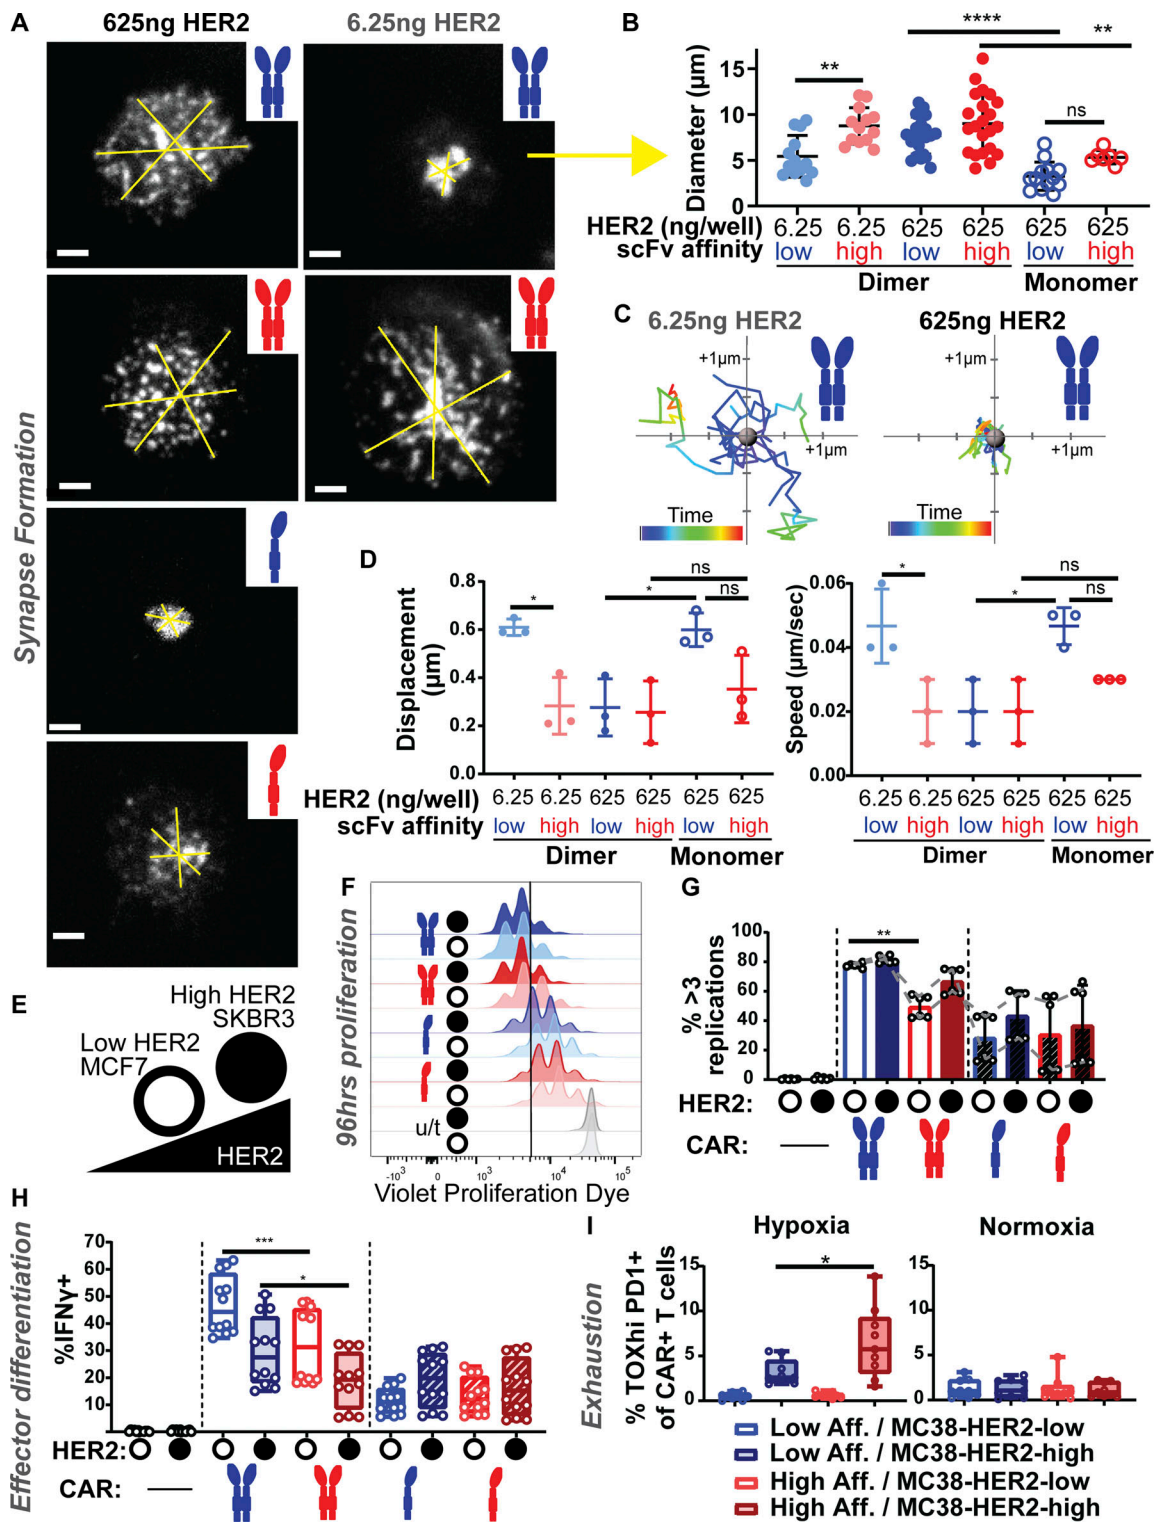 A
625ng HER2
6.25ng HER2
Synapse Formation
B
****
**
**
ns
Diameter (µm)
15
10
5
0
HER2 (ng/well)
6.25 6.25 625 625 625 625
scFv affinity
low high low high low high
Dimer Monomer
C
6.25ng HER2
625ng HER2
+1µm
+1µm
+1µm
+1µm
Time
Time
D
Displacement
(µm)
0.8
0.6
0.4
0.2
0.0
*
*
ns
ns
HER2 (ng/well)
6.25 6.25 625 625 625 625
scFv affinity
low high low high low high
Dimer Monomer
Speed (µm/sec)
0.06
0.04
0.02
0.00
*
*
ns
ns
6.25 6.25 625 625 625 625
low high low high low high
Dimer Monomer
E
High HER2
SKBR3
Low HER2
MCF7
HER2
F
96hrs proliferation
u/t
-10³ 0 10³ 10⁴ 10⁵
Violet Proliferation Dye
G
% >3
replications
100
80
60
40
20
0
**
HER2:
CAR:
H
Effector differentiation
%IFNγ+
70
60
50
40
30
20
10
***
*
HER2:
CAR:
I
Exhaustion
Hypoxia
Normoxia
% TOXhi PD1+
of CAR+ T cells
15
10
5
0
*
15
10
5
0
Low Aff. / MC38-HER2-low
Low Aff. / MC38-HER2-high
High Aff. / MC38-HER2-low
High Aff. / MC38-HER2-high